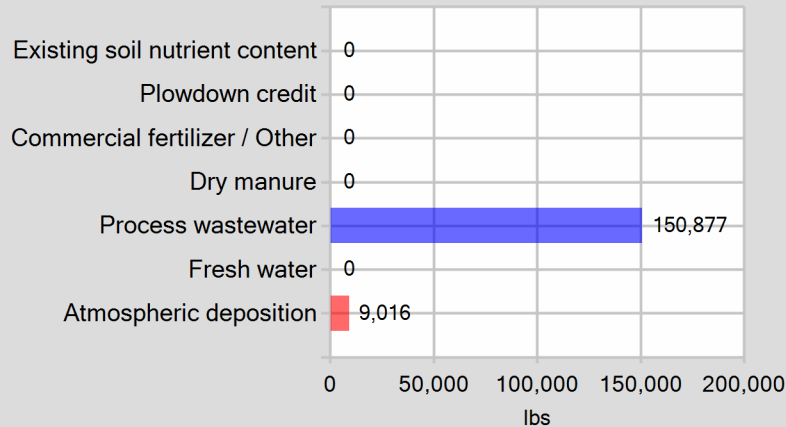 Existing soil nutrient content 0
Plowdown credit 0
Commercial fertilizer / Other 0
Dry manure 0
Process wastewater 150,877
Fresh water 0
Atmospheric deposition 9,016
0 50,000 100,000 150,000 200,000
lbs